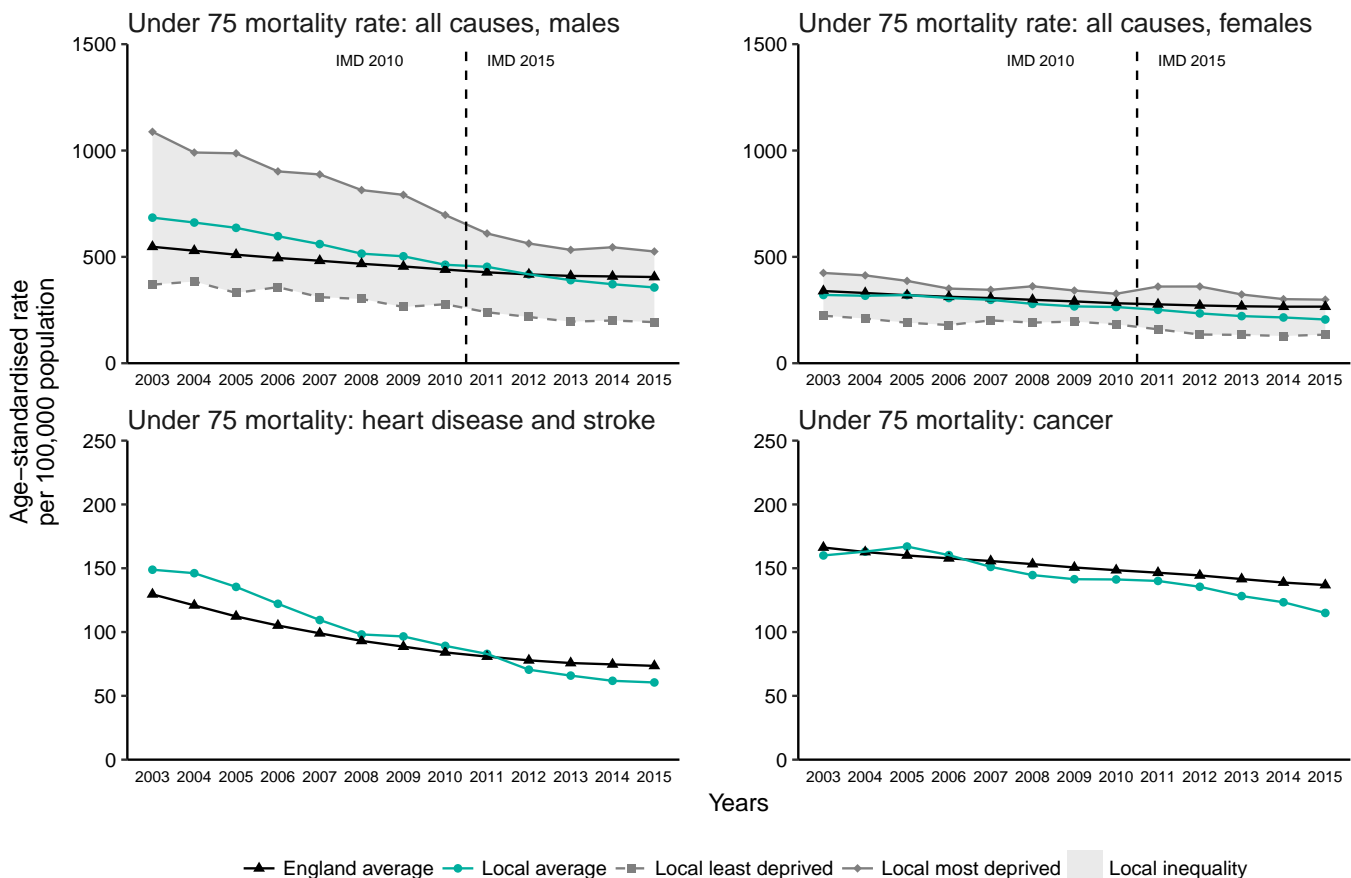 Under 75 mortality rate: all causes, males
1500
1000
500
0
IMD 2010
IMD 2015
2003 2004 2005 2006 2007 2008 2009 2010 2011 2012 2013 2014 2015
Under 75 mortality rate: all causes, females
1500
1000
500
0
IMD 2010
IMD 2015
2003 2004 2005 2006 2007 2008 2009 2010 2011 2012 2013 2014 2015
Age−standardised rate
per 100,000 population
Under 75 mortality: heart disease and stroke
250
200
150
100
50
0
2003 2004 2005 2006 2007 2008 2009 2010 2011 2012 2013 2014 2015
Under 75 mortality: cancer
250
200
150
100
50
0
2003 2004 2005 2006 2007 2008 2009 2010 2011 2012 2013 2014 2015
Years
England average Local average Local least deprived Local most deprived Local inequality